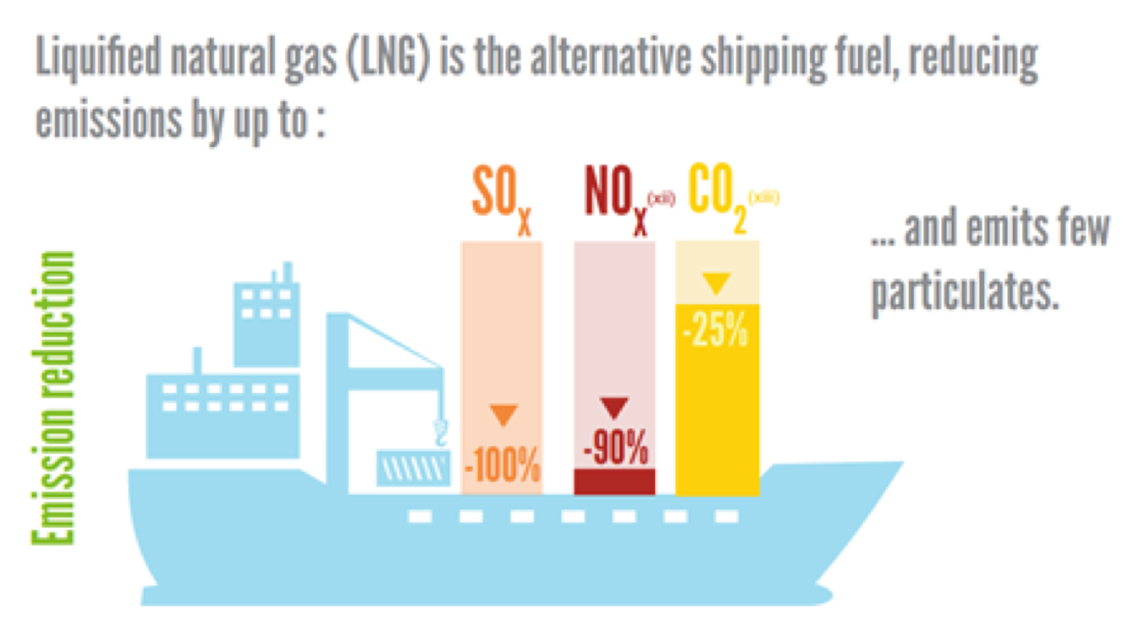 Liquified natural gas (LNG) is the alternative shipping fuel, reducing
emissions by up to :
SOx
NOx(xii)
CO2(xiii)
... and emits few
particulates.
Emission reduction
-25%
-90%
-100%